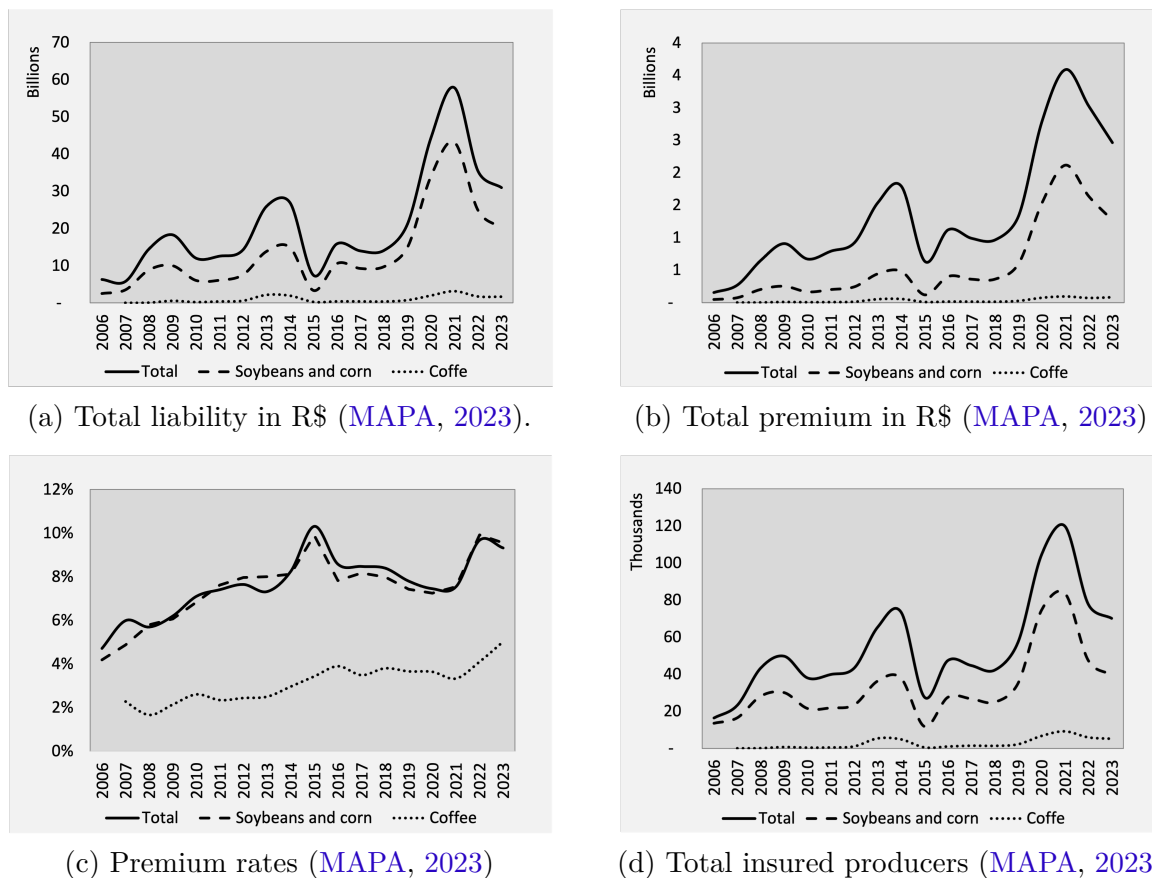 Billions
70
60
50
40
30
20
10
-
2006 2007 2008 2009 2010 2011 2012 2013 2014 2015 2016 2017 2018 2019 2020 2021 2022 2023
Total Soybeans and corn Coffe
(a) Total liability in R$ (MAPA, 2023).
Billions
4
4
3
3
2
2
1
1
-
2006 2007 2008 2009 2010 2011 2012 2013 2014 2015 2016 2017 2018 2019 2020 2021 2022 2023
Total Soybeans and corn Coffe
(b) Total premium in R$ (MAPA, 2023)
12%
10%
8%
6%
4%
2%
0%
2006 2007 2008 2009 2010 2011 2012 2013 2014 2015 2016 2017 2018 2019 2020 2021 2022 2023
Total Soybeans and corn Coffee
(c) Premium rates (MAPA, 2023)
Thousands
140
120
100
80
60
40
20
-
2006 2007 2008 2009 2010 2011 2012 2013 2014 2015 2016 2017 2018 2019 2020 2021 2022 2023
Total Soybeans and corn Coffe
(d) Total insured producers (MAPA, 2023